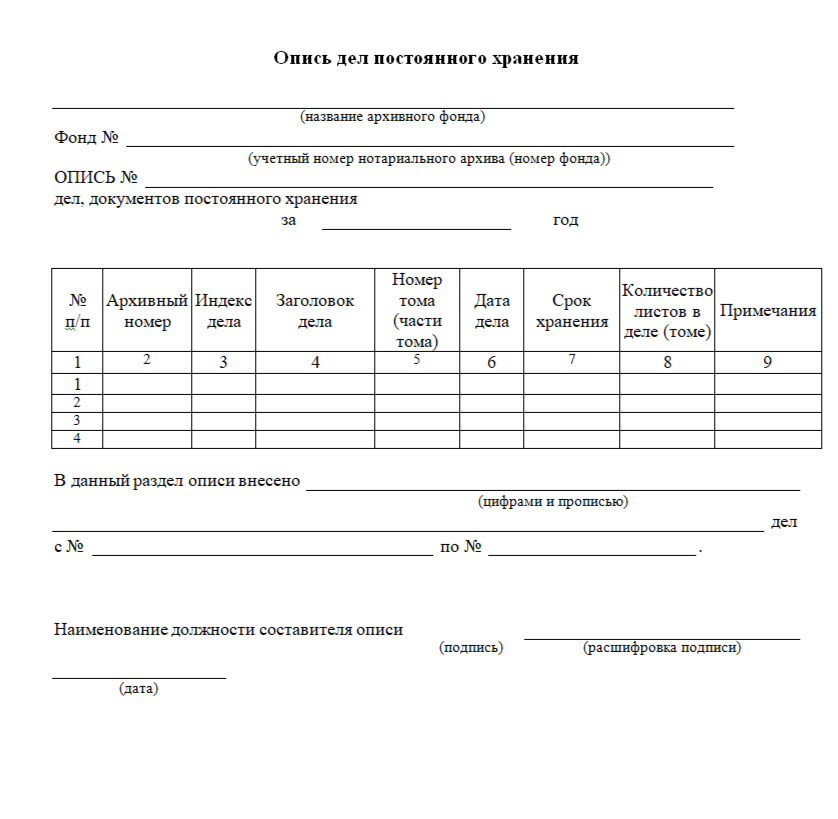 Опись дел постоянного хранения
(название архивного фонда)
Фонд №
(учетный номер нотариального архива (номер фонда))
ОПИСЬ №
дел, документов постоянного хранения
за год
№ п/п Архивный номер Индекс дела Заголовок дела Номер тома (части тома) Дата дела Срок хранения Количество листов в деле (томе) Примечания
1 2 3 4 5 6 7 8 9
1
2
3
4
В данный раздел описи внесено
(цифрами и прописью)
дел
с № по № .
Наименование должности составителя описи
(подпись) (расшифровка подписи)
(дата)